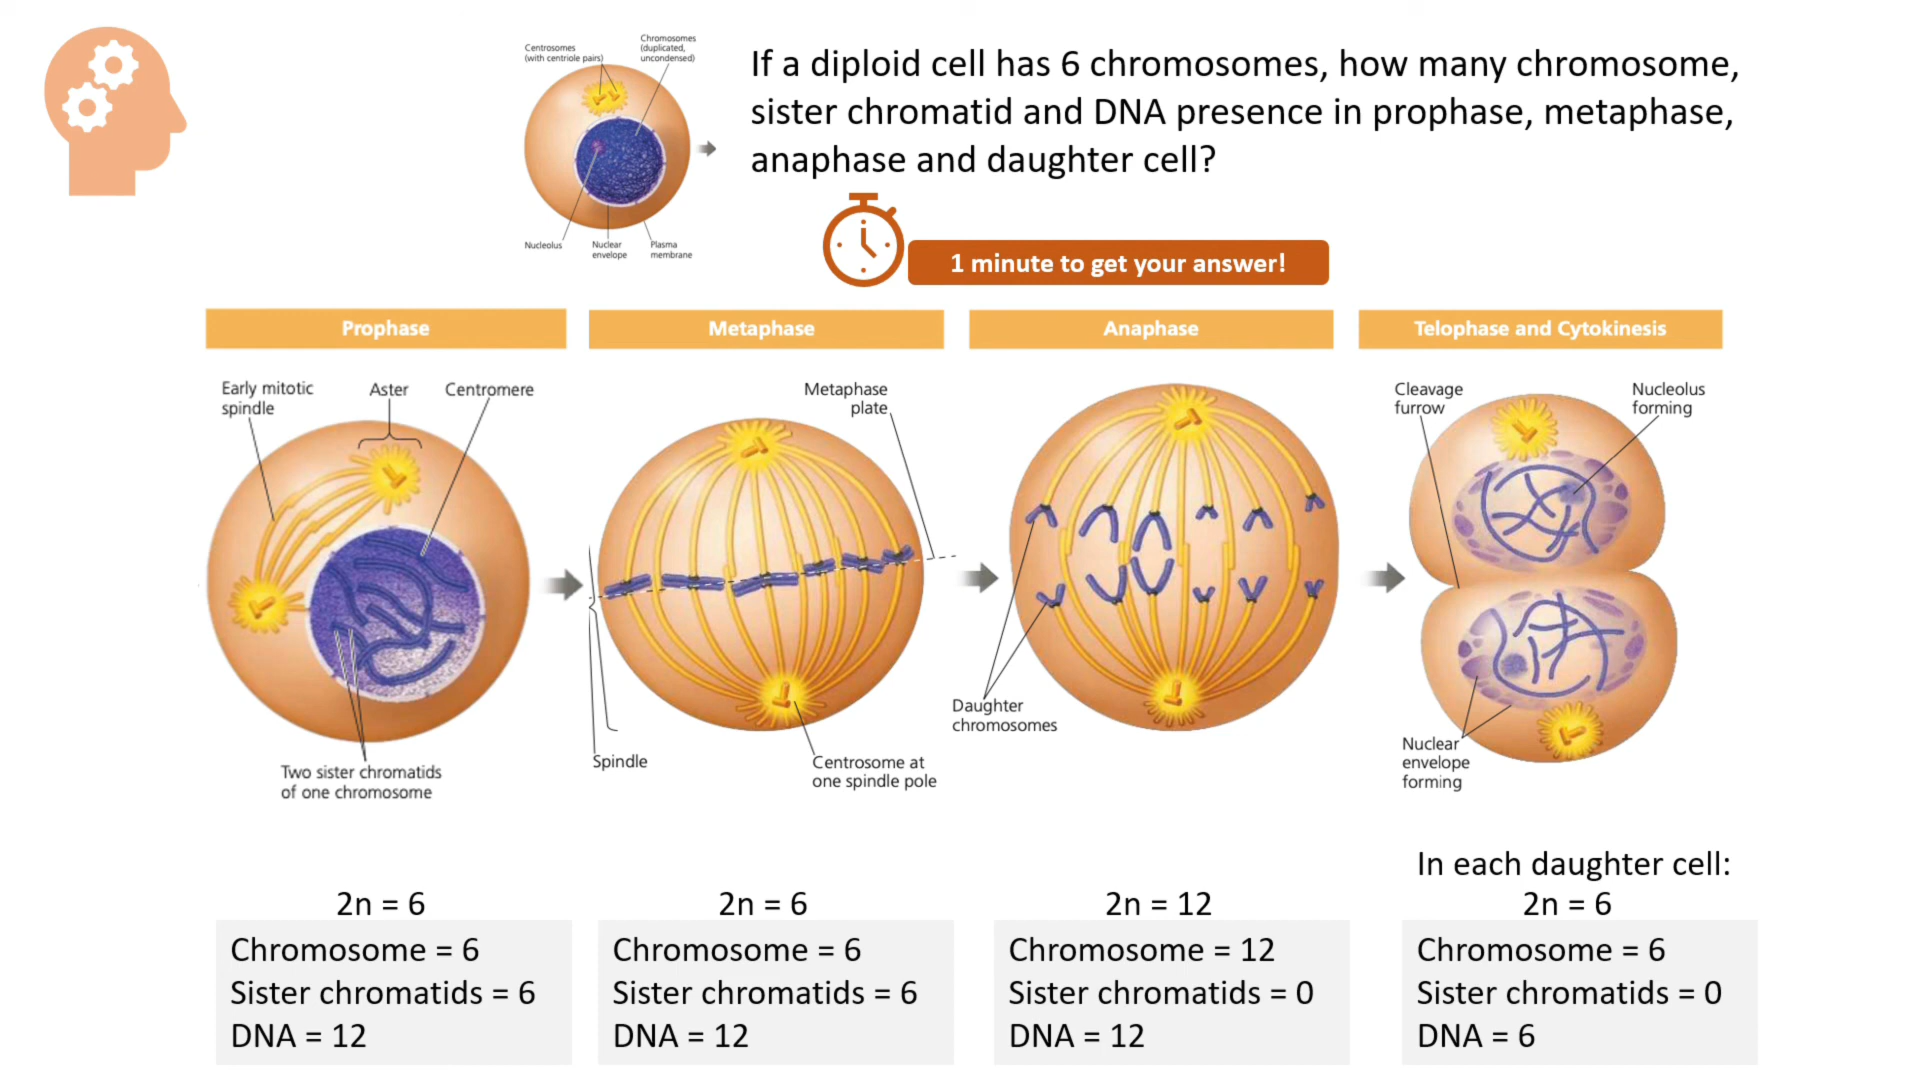 Centrosomes
(with centriole pairs)
Chromosomes
(duplicated,
uncondensed)
Nucleolus
Nuclear
envelope
Plasma
membrane
If a diploid cell has 6 chromosomes, how many chromosome,
sister chromatid and DNA presence in prophase, metaphase,
anaphase and daughter cell?
1 minute to get your answer!
Prophase
Metaphase
Anaphase
Telophase and Cytokinesis
Early mitotic
spindle
Aster
Centromere
Two sister chromatids
of one chromosome
Metaphase
plate
Spindle
Centrosome at
one spindle pole
Daughter
chromosomes
Cleavage
furrow
Nucleolus
forming
Nuclear
envelope
forming
2n = 6
Chromosome = 6
Sister chromatids = 6
DNA = 12
2n = 6
Chromosome = 6
Sister chromatids = 6
DNA = 12
2n = 12
Chromosome = 12
Sister chromatids = 0
DNA = 12
In each daughter cell:
2n = 6
Chromosome = 6
Sister chromatids = 0
DNA = 6